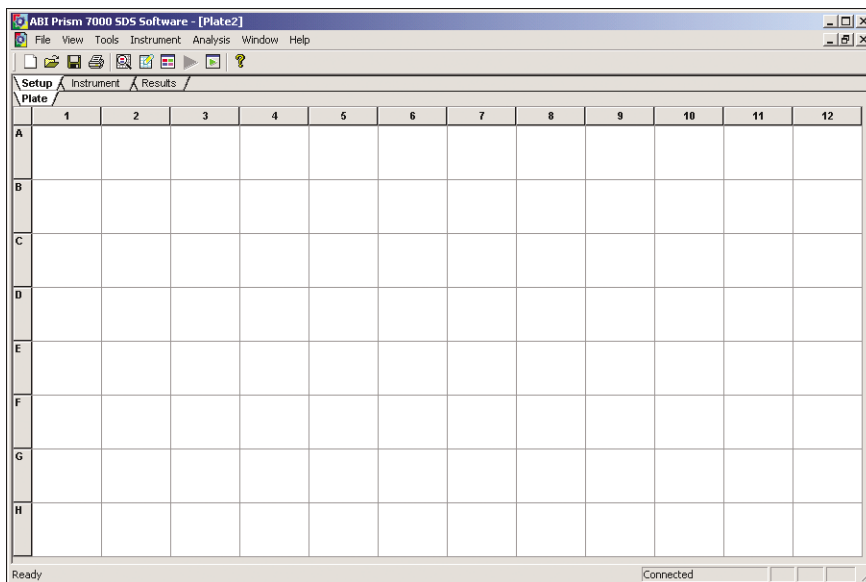 ABI Prism 7000 SDS Software - [Plate2]
File View Tools Instrument Analysis Window Help
Setup Instrument Results
Plate
1 2 3 4 5 6 7 8 9 10 11 12
A
B
C
D
E
F
G
H
Ready Connected